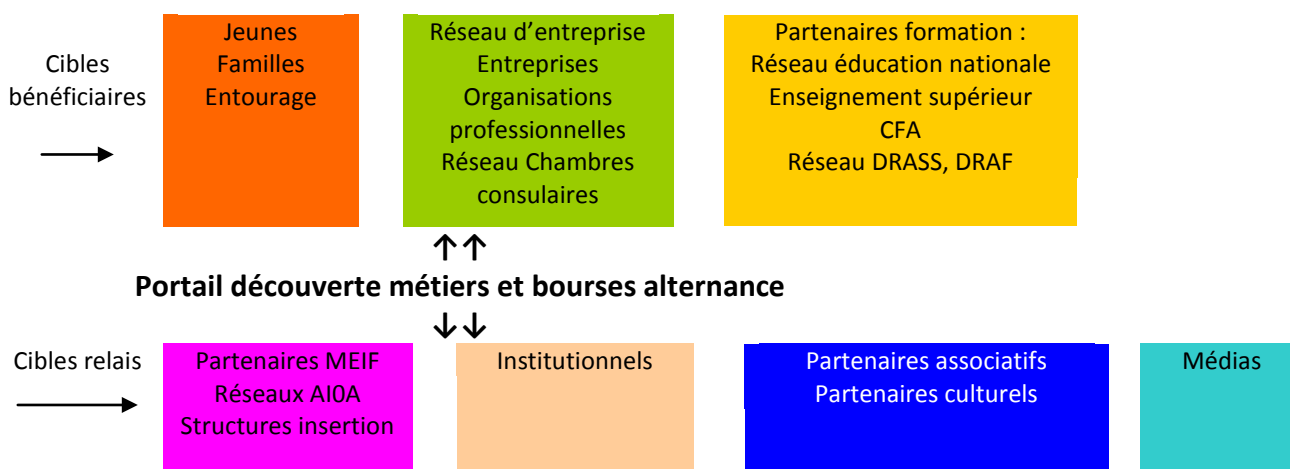 Cibles
bénéficiaires
Jeunes
Familles
Entourage
Réseau d'entreprise
Entreprises
Organisations
professionnelles
Réseau Chambres
consulaires
Partenaires formation :
Réseau éducation nationale
Enseignement supérieur
CFA
Réseau DRASS, DRAF
Portail découverte métiers et bourses alternance
Cibles relais
Partenaires MEIF
Réseaux AI0A
Structures insertion
Institutionnels
Partenaires associatifs
Partenaires culturels
Médias